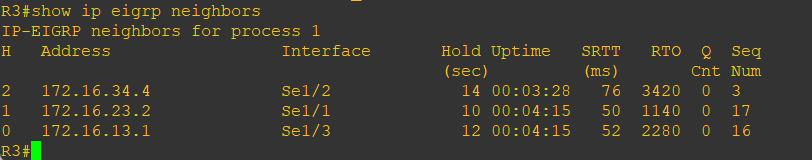 R3#show ip eigrp neighbors
IP-EIGRP neighbors for process 1
H   Address                 Interface       Hold Uptime   SRTT   RTO  Q  Seq
                                            (sec)         (ms)       Cnt Num
2   172.16.34.4             Se1/2             14 00:03:28   76  3420  0  3
1   172.16.23.2             Se1/1             10 00:04:15   50  1140  0  17
0   172.16.13.1             Se1/3             12 00:04:15   52  2280  0  16
R3#